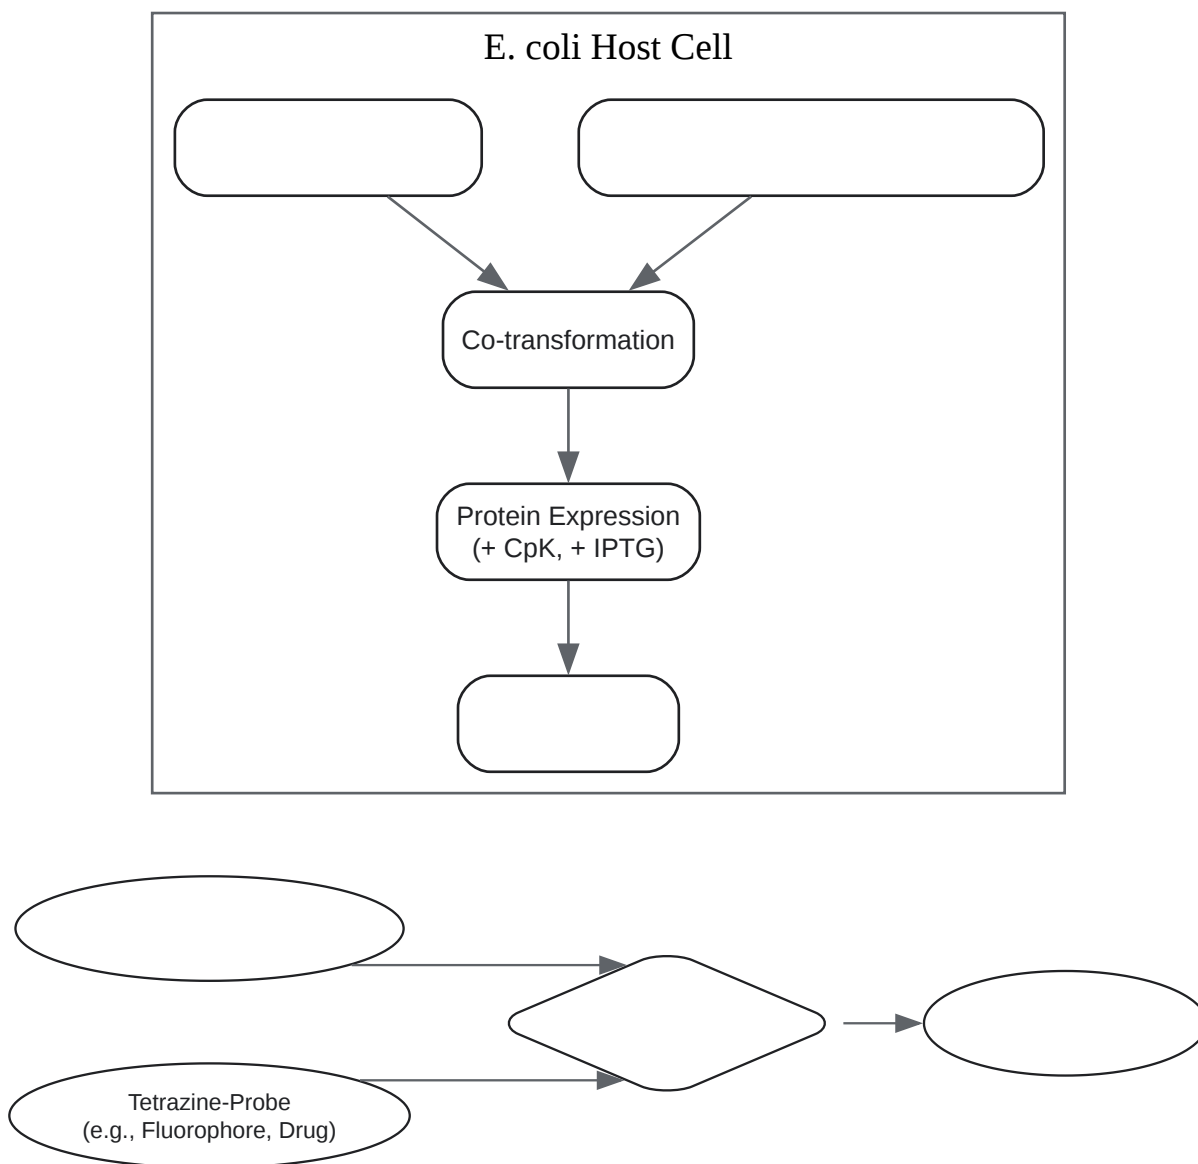 E. coli Host Cell
Co-transformation
Protein Expression
(+ CpK, + IPTG)
Tetrazine-Probe
(e.g., Fluorophore, Drug)